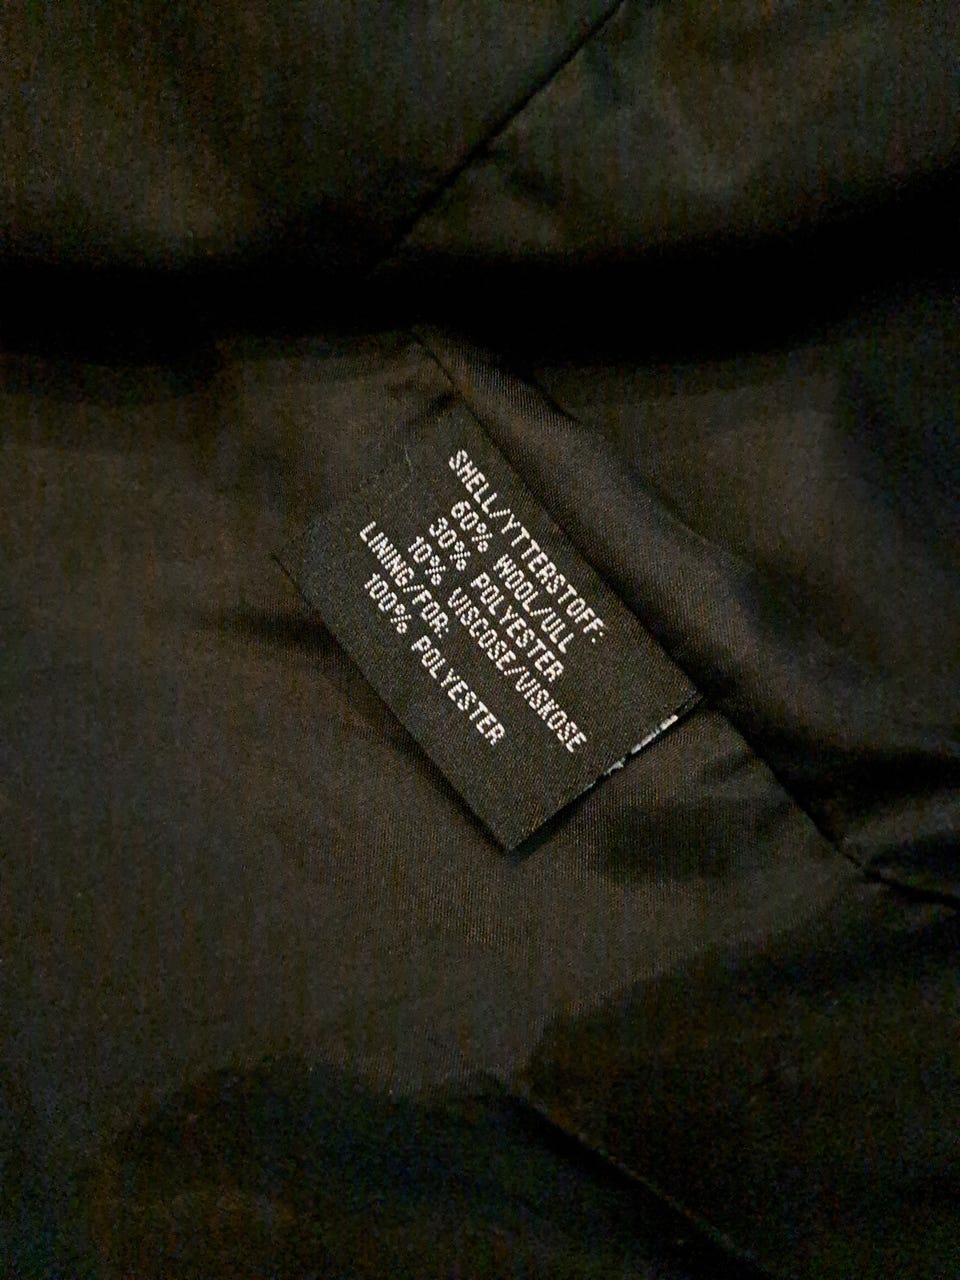 SHELL/YTTERSTOFF:
60% WOOL/ULL
30% POLYESTER
10% VISCOSE/VISKOSE
LINING/FOR:
100% POLYESTER